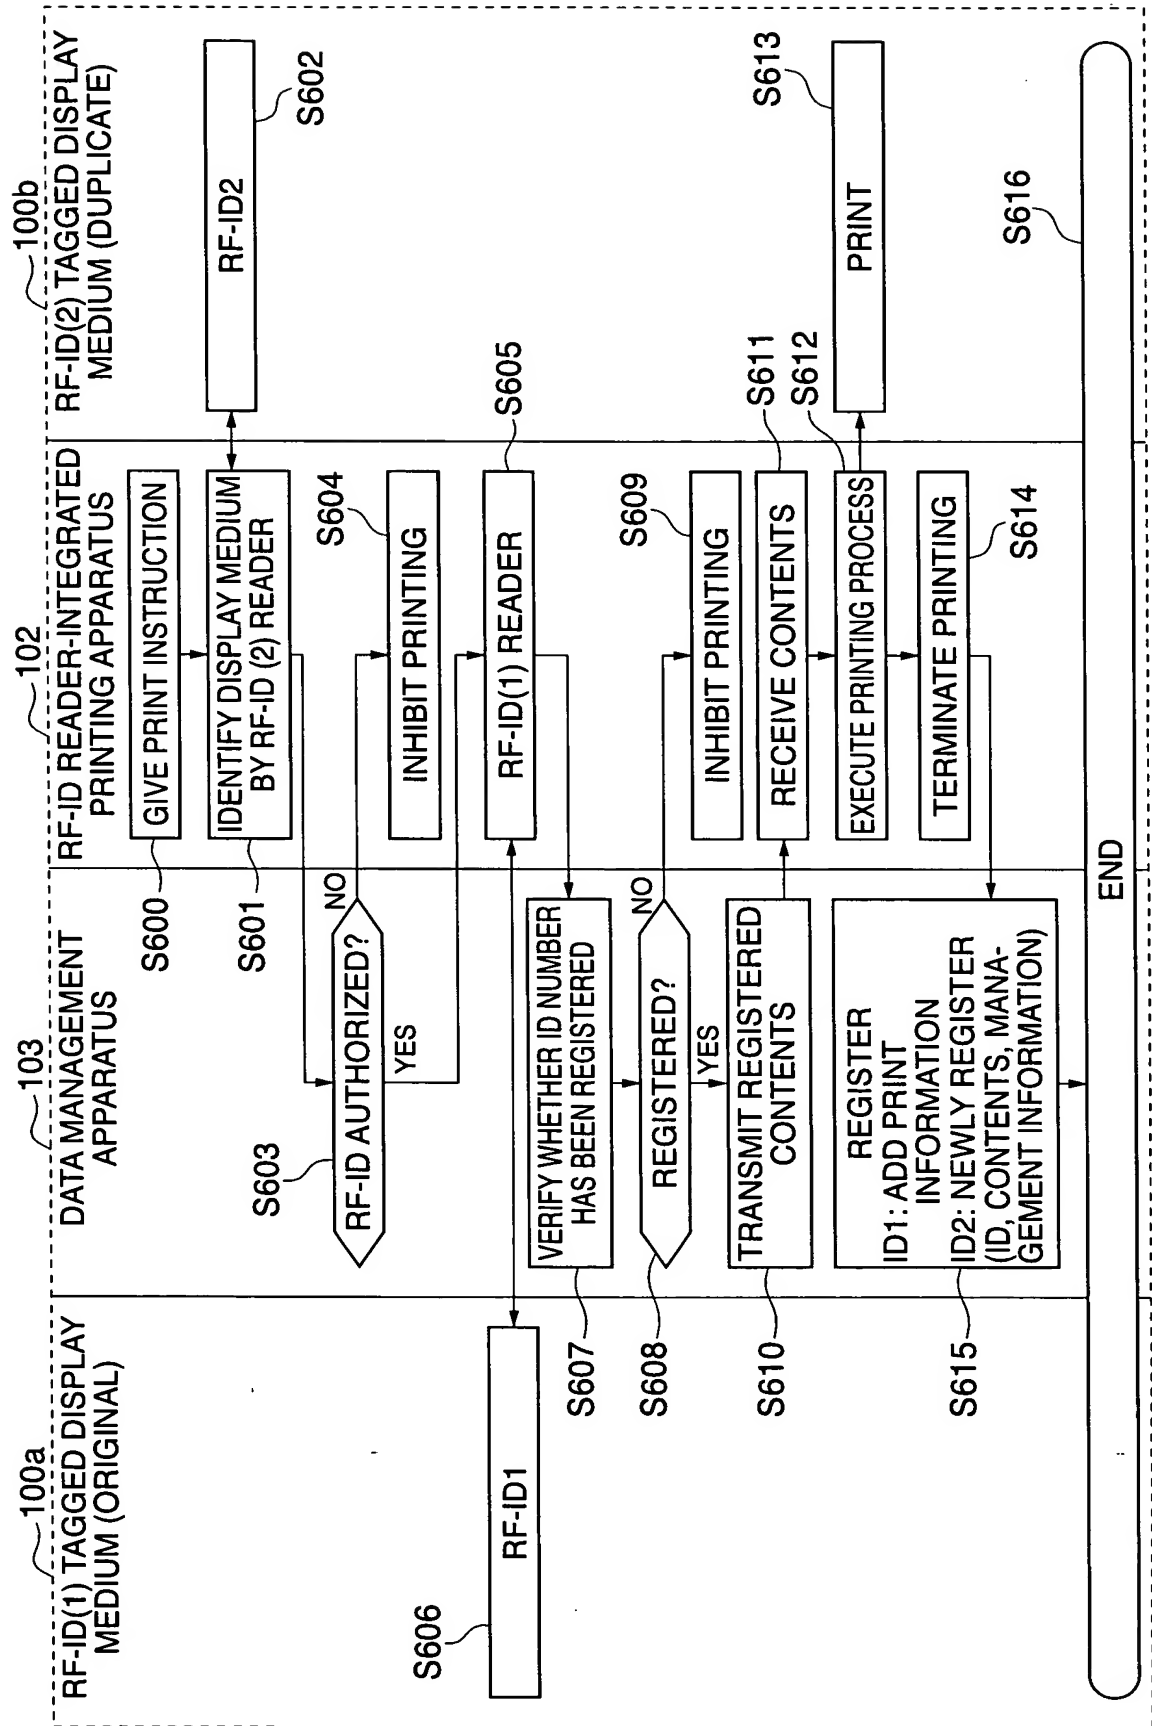 100a
RF-ID(1) TAGGED DISPLAY
MEDIUM (ORIGINAL)
103
DATA MANAGEMENT
APPARATUS
102
RF-ID READER-INTEGRATED
PRINTING APPARATUS
100b
RF-ID(2) TAGGED DISPLAY
MEDIUM (DUPLICATE)
S600
GIVE PRINT INSTRUCTION
S601
IDENTIFY DISPLAY MEDIUM
BY RF-ID (2) READER
RF-ID2
S602
S603
RF-ID AUTHORIZED?
NO
YES
INHIBIT PRINTING
S604
S606
RF-ID1
RF-ID(1) READER
S605
S607
VERIFY WHETHER ID NUMBER
HAS BEEN REGISTERED
S608
REGISTERED?
NO
YES
INHIBIT PRINTING
S609
S610
TRANSMIT REGISTERED
CONTENTS
RECEIVE CONTENTS
S611
EXECUTE PRINTING PROCESS
S612
PRINT
S613
TERMINATE PRINTING
S614
S615
REGISTER
ID1: ADD PRINT
INFORMATION
ID2: NEWLY REGISTER
(ID, CONTENTS, MANA-
GEMENT INFORMATION)
END
S616